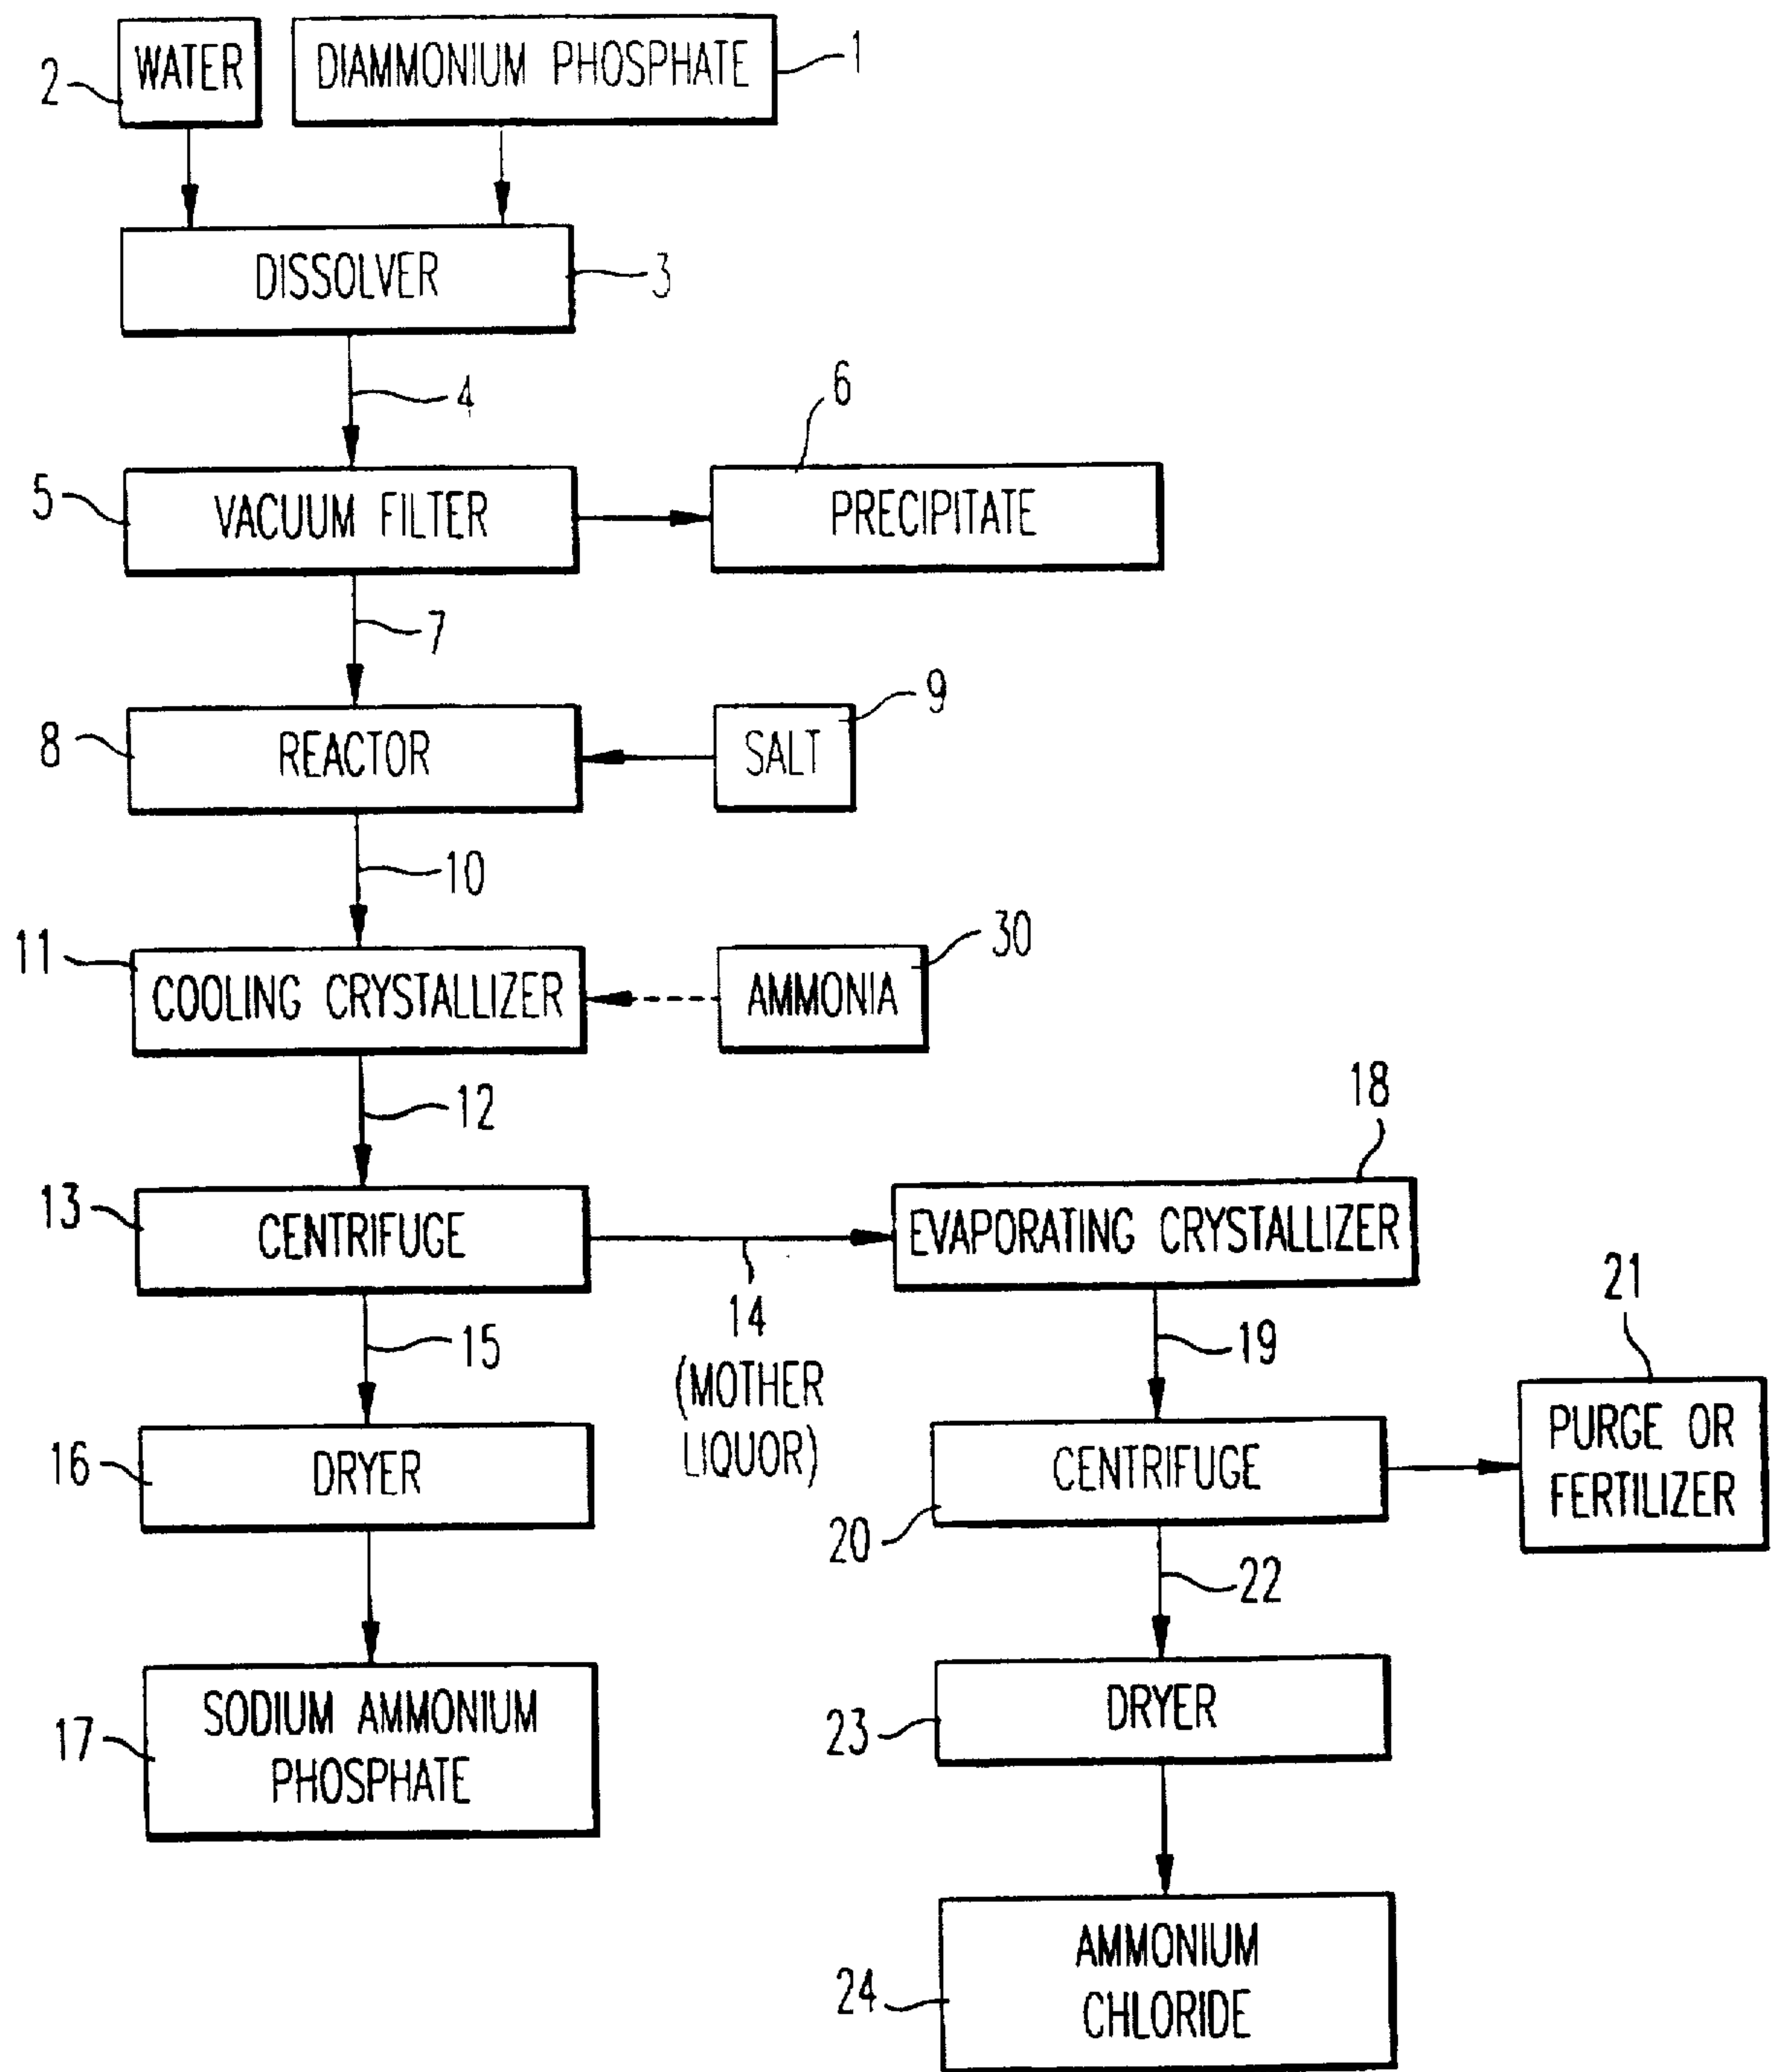 WATER
DIAMMONIUM PHOSPHATE
1
2
DISSOLVER
3
4
6
5
VACUUM FILTER
PRECIPITATE
7
9
8
REACTOR
SALT
10
30
11
COOLING CRYSTALLIZER
AMMONIA
12
18
13
CENTRIFUGE
EVAPORATING CRYSTALLIZER
21
14
(MOTHER
LIQUOR)
15
19
PURGE OR
FERTILIZER
16
DRYER
CENTRIFUGE
20
22
17
SODIUM AMMONIUM
PHOSPHATE
DRYER
23
AMMONIUM
CHLORIDE
24